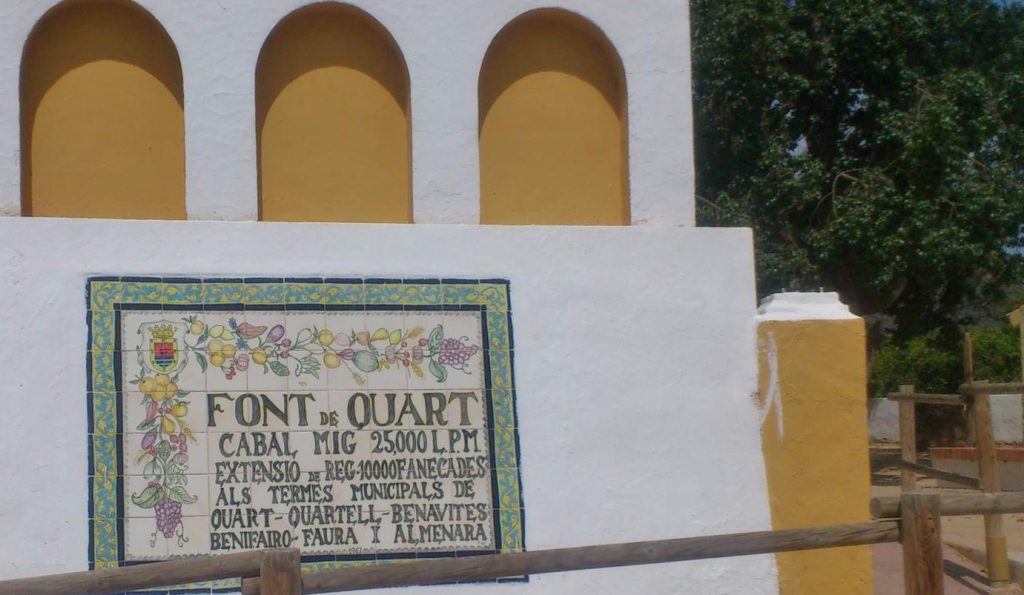 FONT DE QUART
CABAL MIG 25,000 L.P.M.
EXTENSIO DE REG-10000 FANECADES
ALS TERMES MUNICIPALS DE
QUART-QUARTELL-BENAVITES
BENIFAIRO-FAURA Y ALMENARA